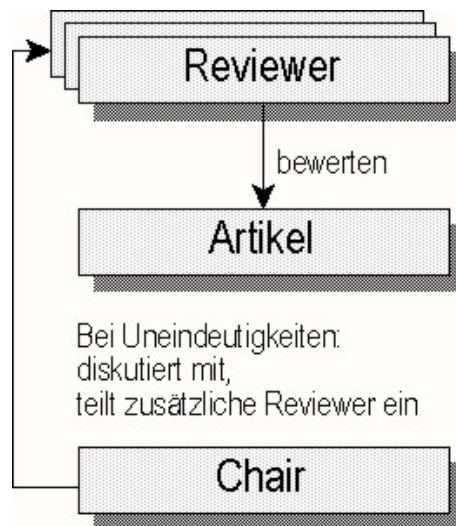 Reviewer
bewerten
Artikel
Bei Uneindeutigkeiten:
diskutiert mit,
teilt zusätzliche Reviewer ein
Chair